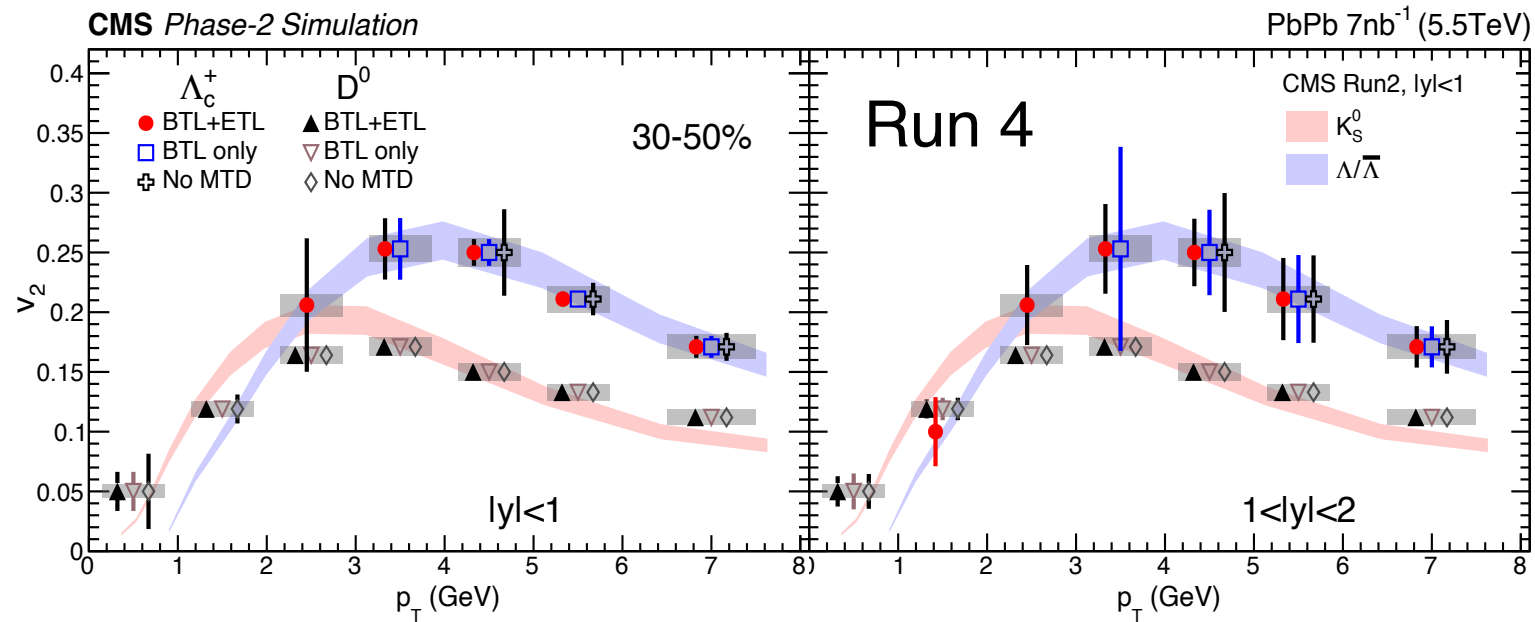 CMS Phase-2 Simulation
PbPb 7nb⁻¹ (5.5TeV)
Λc⁺ D⁰
BTL+ETL BTL+ETL
BTL only BTL only
No MTD No MTD
30-50%
|y|<1
v₂
0.4
0.35
0.3
0.25
0.2
0.15
0.1
0.05
0
0 1 2 3 4 5 6 7 8
p_T (GeV)
Run 4
CMS Run2, |y|<1
K⁰_S
Λ/Λ̅
1<|y|<2
1 2 3 4 5 6 7 8
p_T (GeV)